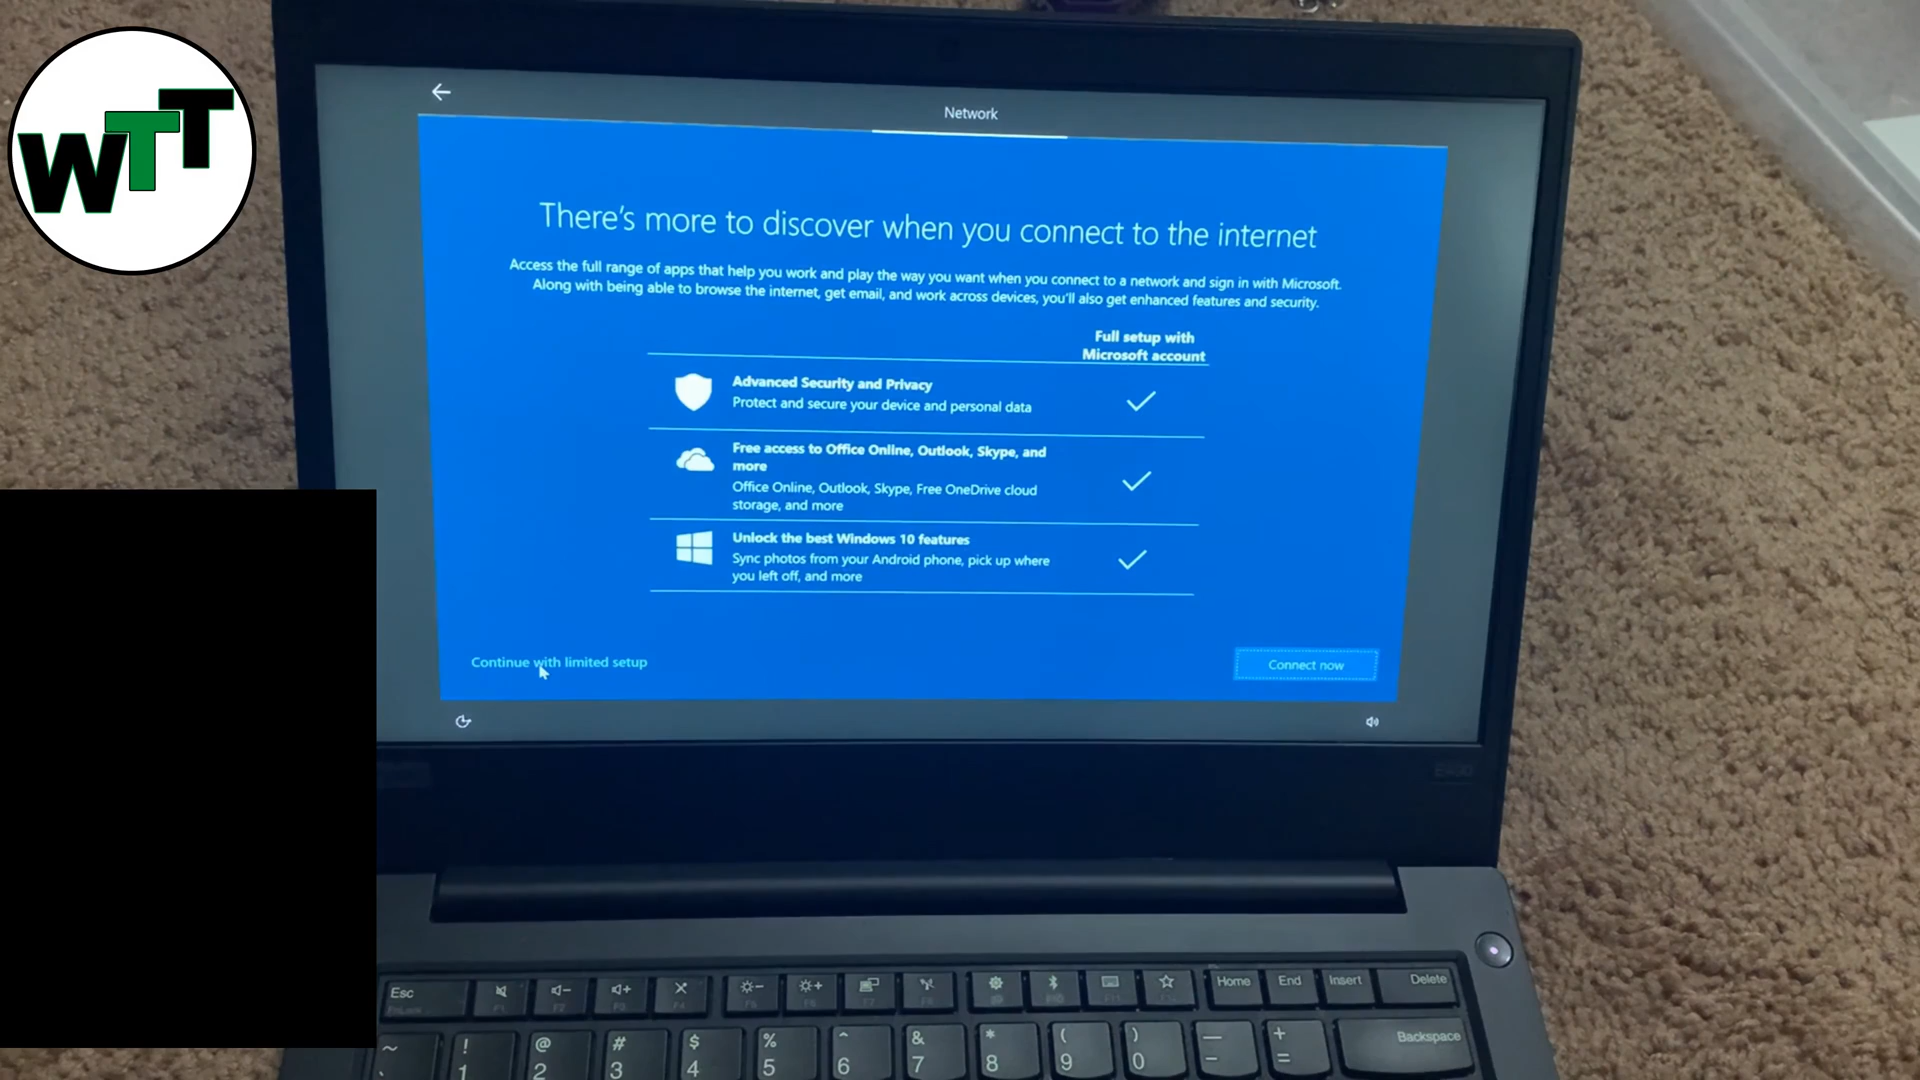 WTT
Network
There's more to discover when you connect to the internet
Access the full range of apps that help you work and play the way you want when you connect to a network and sign in with Microsoft.
Along with being able to browse the internet, get email, and work across devices, you'll also get enhanced features and security.
Full setup with
Microsoft account
Advanced Security and Privacy
Protect and secure your device and personal data
Free access to Office Online, Outlook, Skype, and
more
Office Online, Outlook, Skype, Free OneDrive cloud
storage, and more
Unlock the best Windows 10 features
Sync photos from your Android phone, pick up where
you left off, and more
Continue with limited setup
Connect now
Esc
Home End Insert Delete
~ ! @ # $ % ^ & * ( ) — +
` 1 2 3 4 5 6 7 8 9 0 - = Backspace